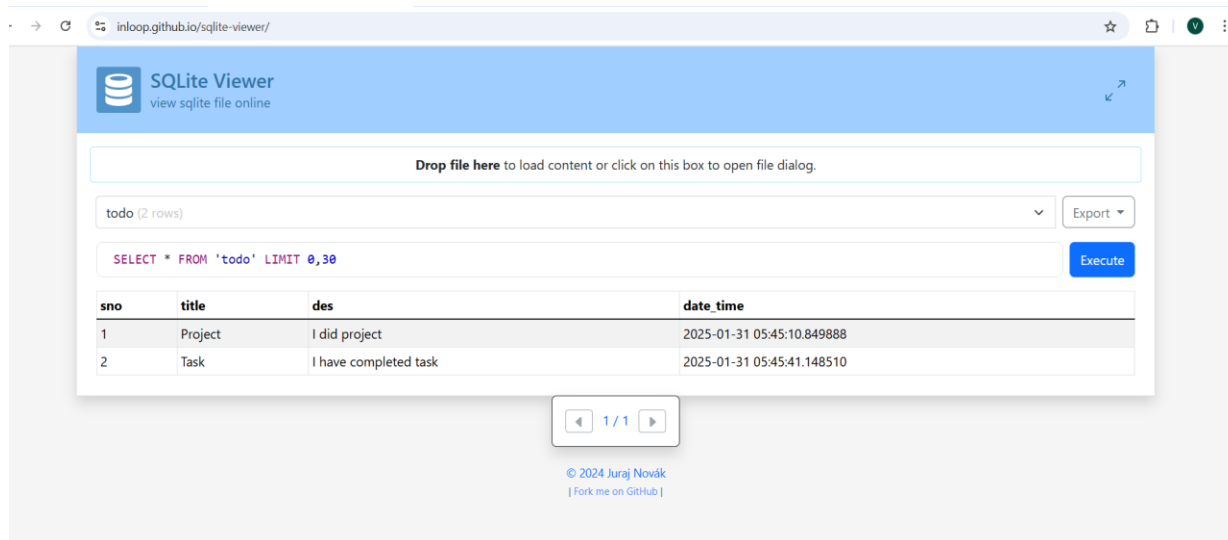 inloop.github.io/sqlite-viewer/
V
SQLite Viewer
view sqlite file online
Drop file here to load content or click on this box to open file dialog.
todo (2 rows)
Export
SELECT * FROM 'todo' LIMIT 0,30
Execute
sno title des date_time
1 Project I did project 2025-01-31 05:45:10.849888
2 Task I have completed task 2025-01-31 05:45:41.148510
1 / 1
© 2024 Juraj Novák
| Fork me on GitHub |